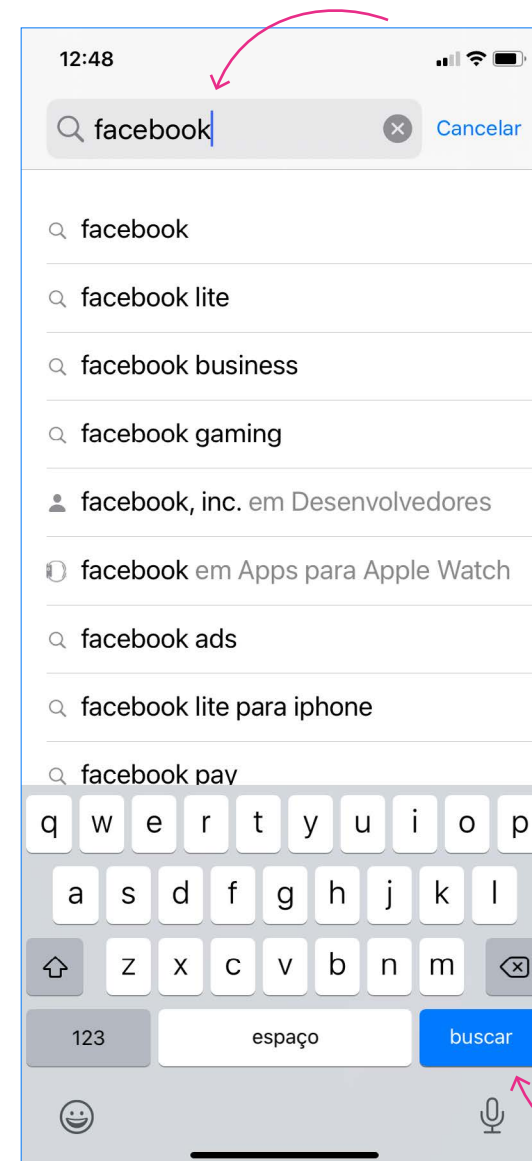 12:48
facebook Cancelar
facebook
facebook lite
facebook business
facebook gaming
facebook, inc. em Desenvolvedores
facebook em Apps para Apple Watch
facebook ads
facebook lite para iphone
facebook pay
q w e r t y u i o p
a s d f g h j k l
z x c v b n m
123 espaço buscar